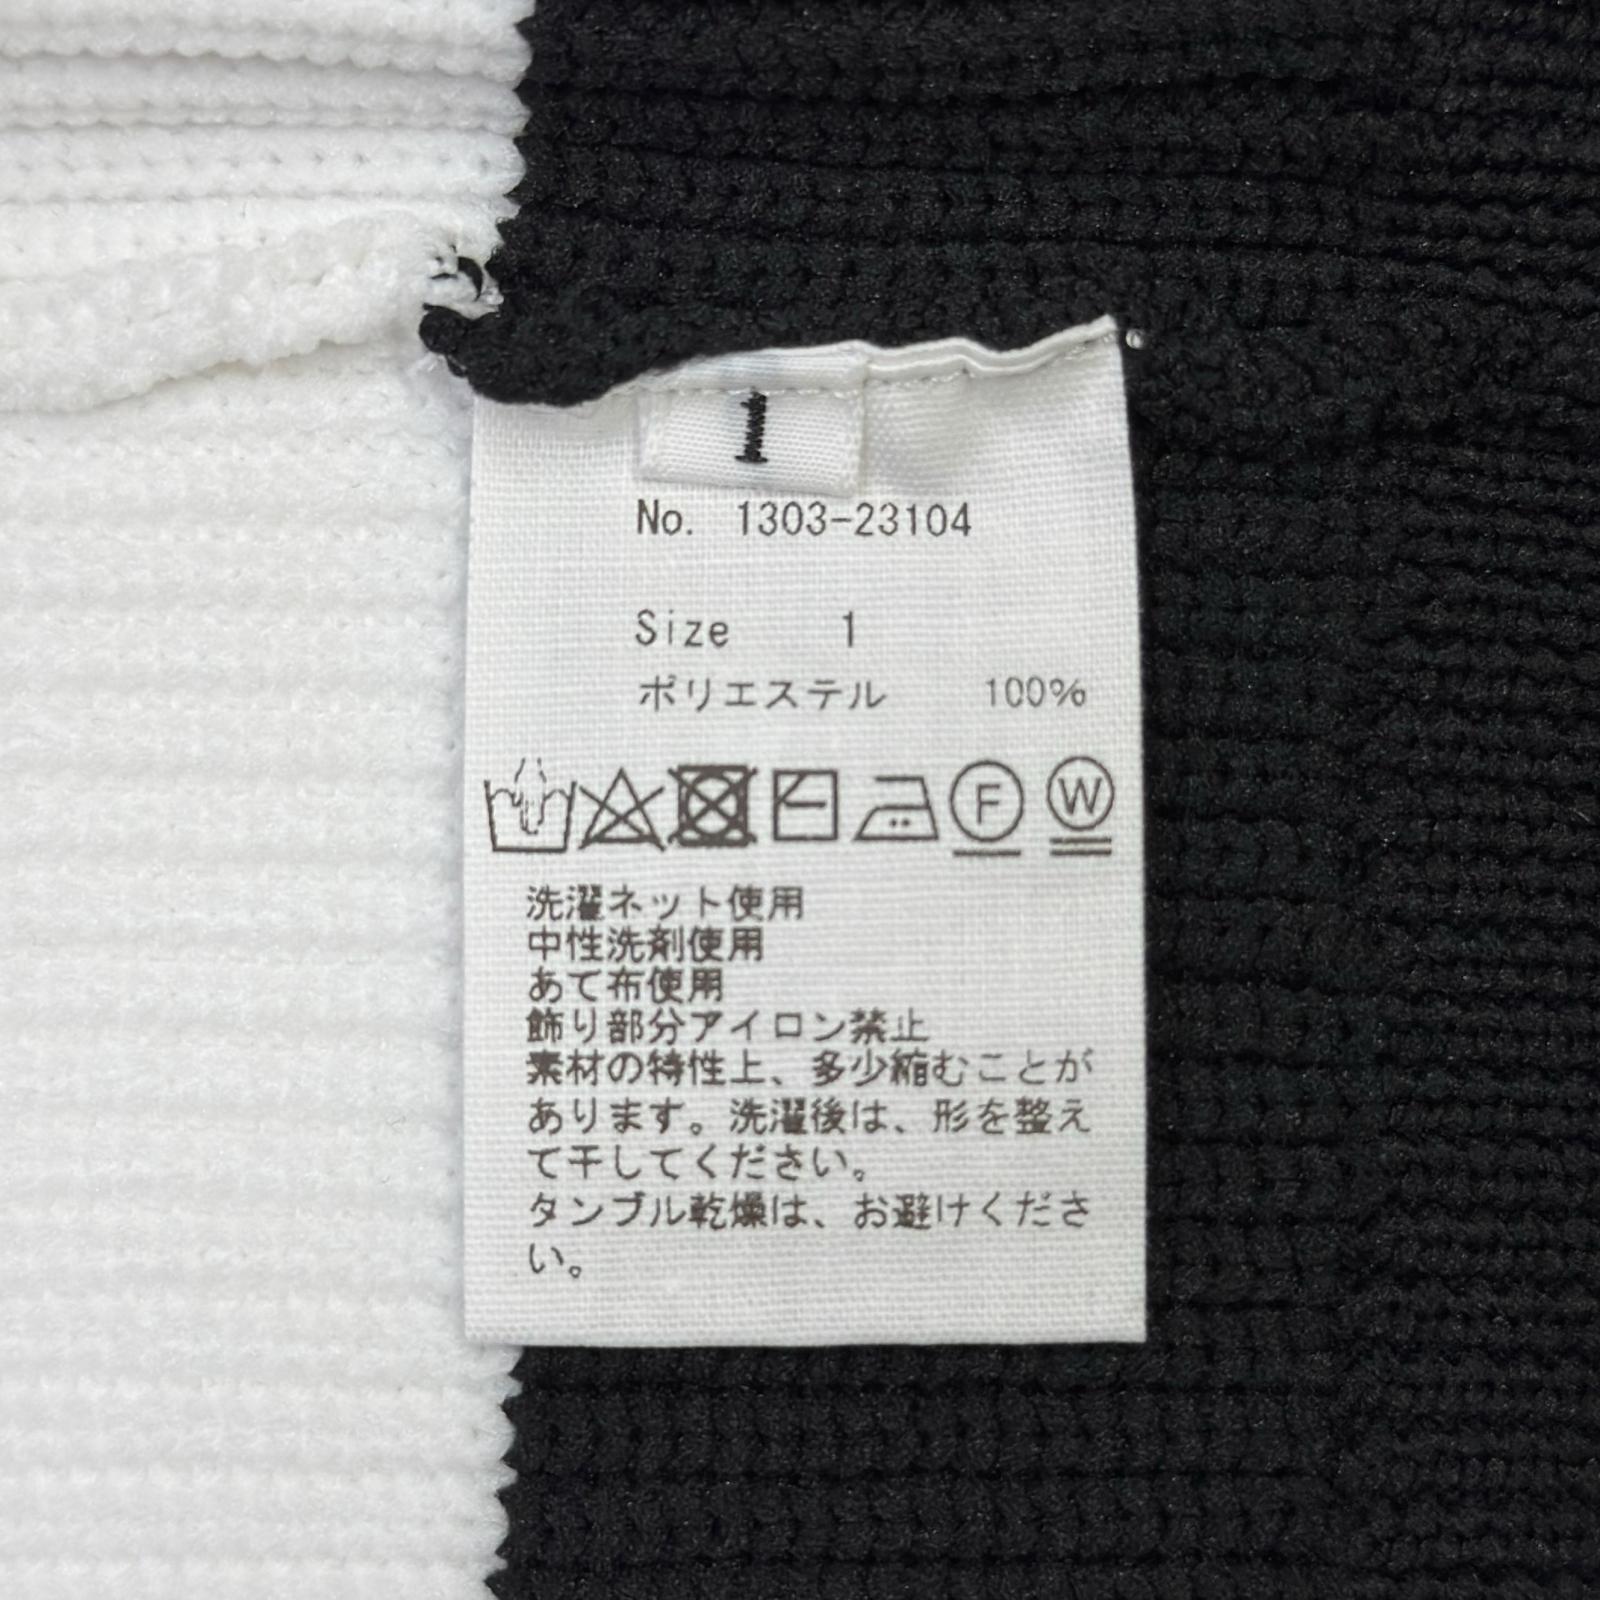 1
No. 1303-23104
Size 1
ポリエステル 100%
F W
洗濯ネット使用
中性洗剤使用
あて布使用
飾り部分アイロン禁止
素材の特性上、多少縮むことが
あります。洗濯後は、形を整え
て干してください。
タンブル乾燥は、お避けくださ
い。